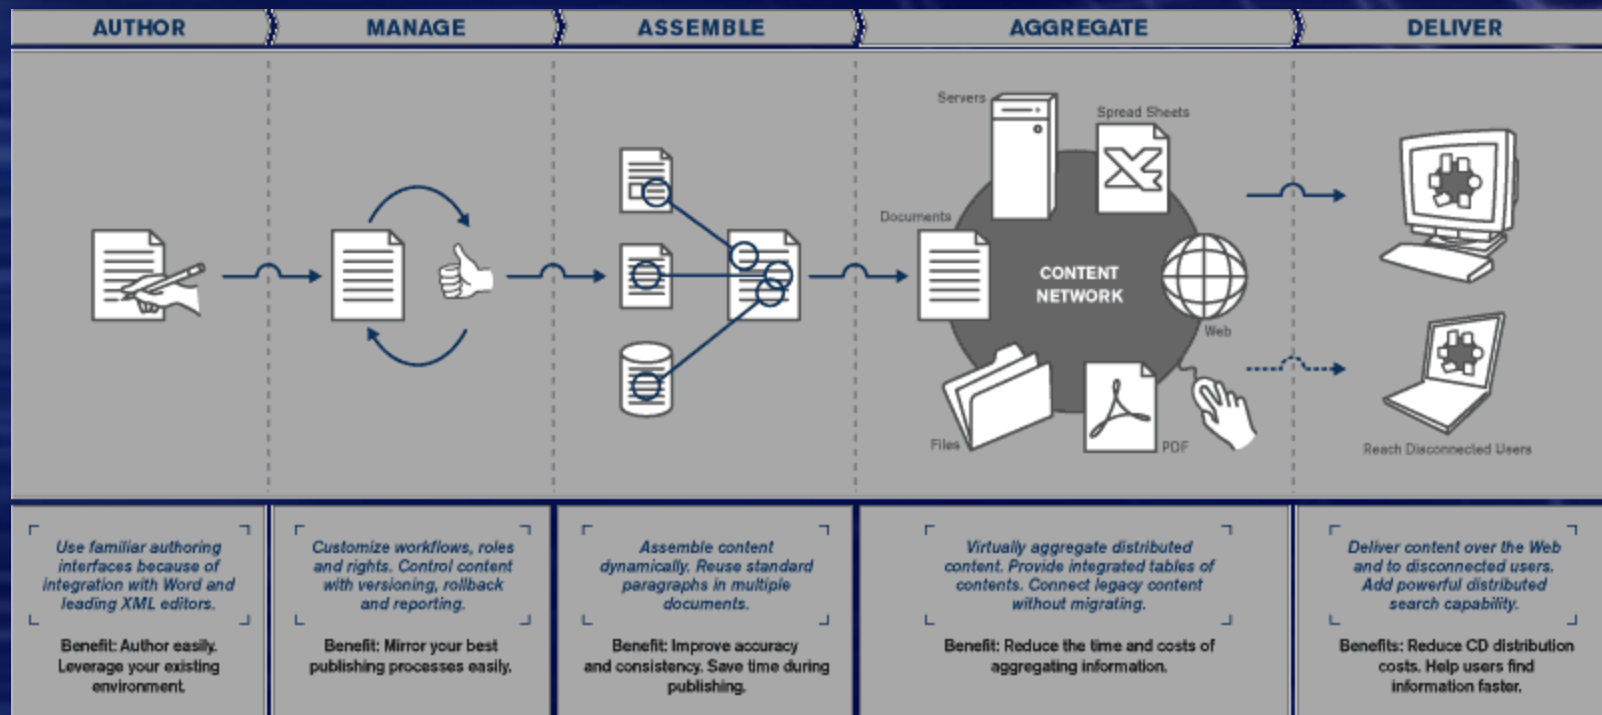 AUTHOR
MANAGE
ASSEMBLE
AGGREGATE
DELIVER
Servers
Spread Sheets
Documents
CONTENT
NETWORK
Web
Files
PDF
Reach Disconnected Users
Use familiar authoring
interfaces because of
integration with Word and
leading XML editors.
Benefit: Author easily.
Leverage your existing
environment.
Customize workflows, roles
and rights. Control content
with versioning, rollback
and reporting.
Benefit: Mirror your best
publishing processes easily.
Assemble content
dynamically. Reuse standard
paragraphs in multiple
documents.
Benefit: Improve accuracy
and consistency. Save time during
publishing.
Virtually aggregate distributed
content. Provide integrated tables of
contents. Connect legacy content
without migrating.
Benefit: Reduce the time and costs of
aggregating information.
Deliver content over the Web
and to disconnected users.
Add powerful distributed
search capability.
Benefits: Reduce CD distribution
costs. Help users find
information faster.